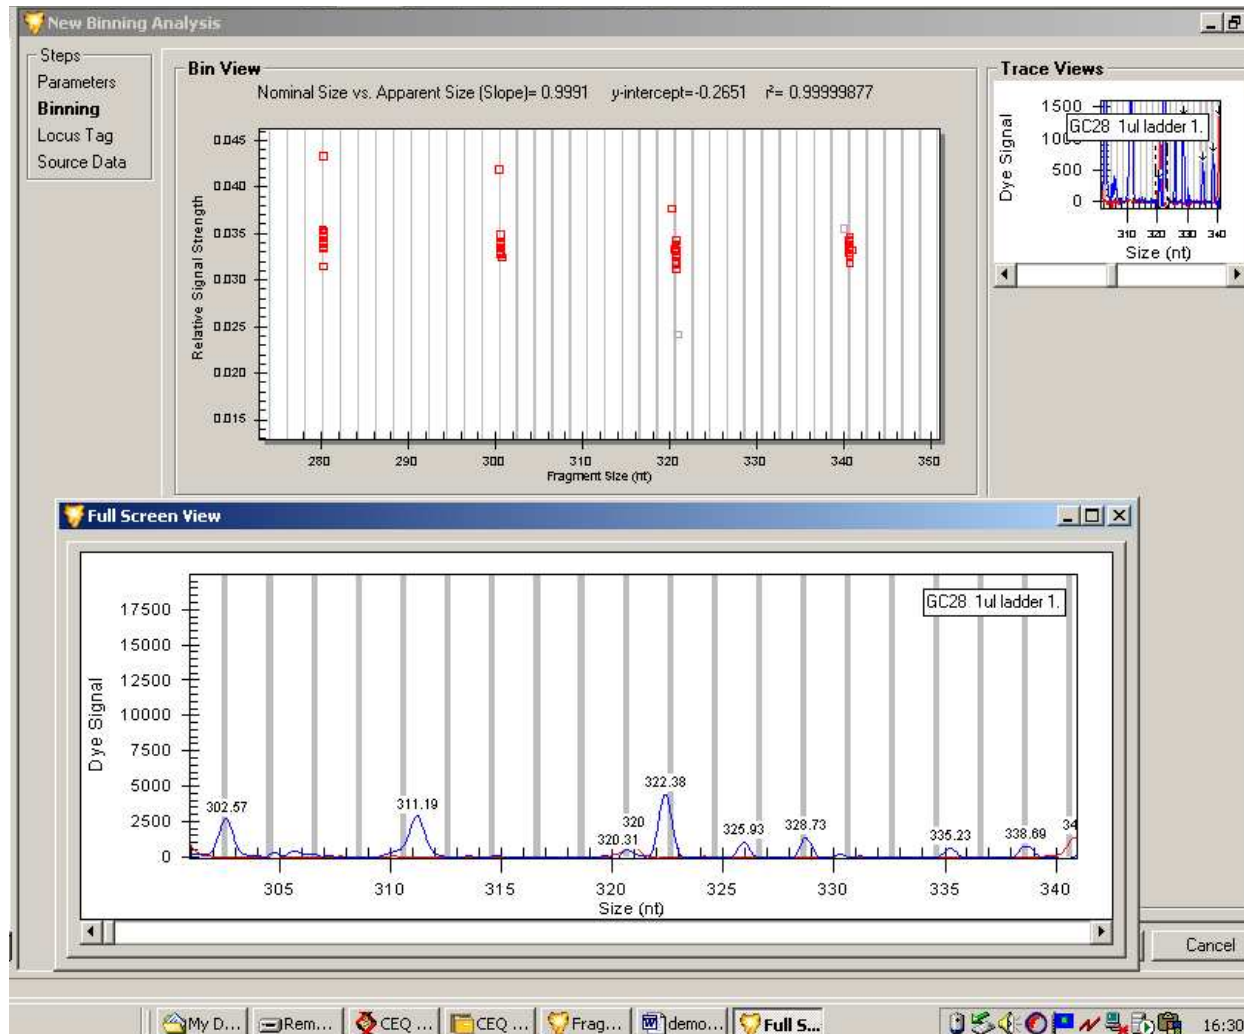 New Binning Analysis
Steps
Parameters
Binning
Locus Tag
Source Data
Bin View
Nominal Size vs. Apparent Size (Slope)= 0.9991 y-intercept=-0.2651 r²= 0.99999877
Relative Signal Strength
0.045
0.040
0.035
0.030
0.025
0.020
0.015
280 290 300 310 320 330 340 350
Fragment Size (nt)
Trace Views
Dye Signal
1500
1000
500
0
GC28 1ul ladder 1.
310 320 330 340
Size (nt)
Full Screen View
GC28 1ul ladder 1.
Dye Signal
17500
15000
12500
10000
7500
5000
2500
0
302.57
311.19
320.31
320
322.38
325.93
328.73
335.23
338.69
34
305 310 315 320 325 330 335 340
Size (nt)
Cancel
My D... Rem... CEQ ... CEQ ... Frag... demo... Full S... 16:30